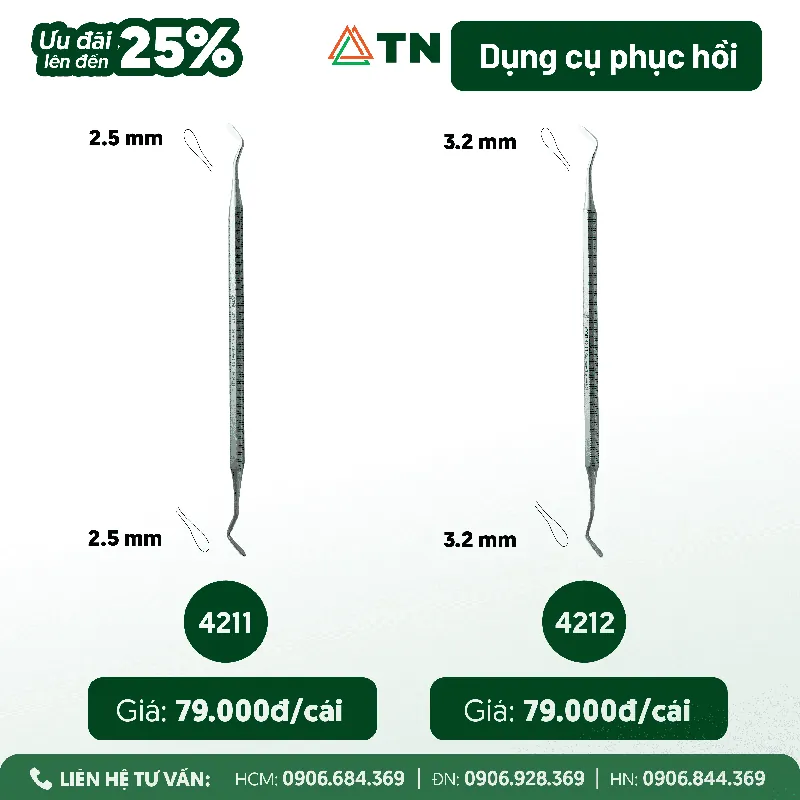 Ưu đãi
lên đến 25%
TN
Dụng cụ phục hồi
2.5 mm
3.2 mm
2.5 mm
3.2 mm
4211
4212
Giá: 79.000đ/cái
Giá: 79.000đ/cái
LIÊN HỆ TƯ VẤN: HCM: 0906.684.369 | ĐN: 0906.928.369 | HN: 0906.844.369